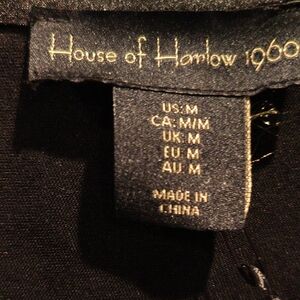 House of Harlow 1960
US: M
CA: M/M
UK: M
EU: M
AU: M
MADE IN
CHINA